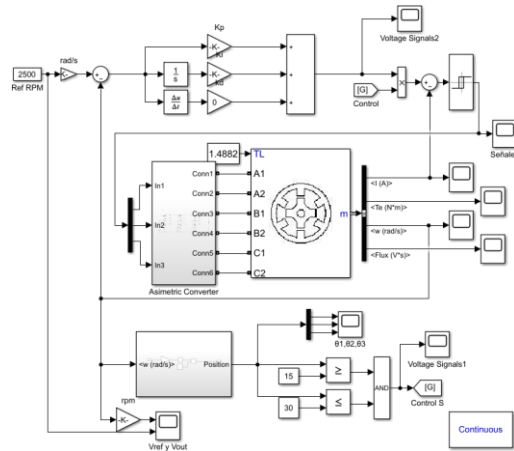 Kp
rad/s
-K-
Voltage Signals2
2500
-K-
Ki
Ref RPM
1
s
-K-
kd
[G]
Control
Δe
Δt
0
1.4882
TL
Señale
Conn1
A1
<I (A)>
In1
Conn2
A2
<Te (N*m)>
Conn3
B1
m
In2
Conn4
B2
<w (rad/s)>
Conn5
C1
In3
Conn6
C2
<Flux (V*s)>
Asimetric Converter
θ1,θ2,θ3
<w (rad/s)>
Position
≥
Voltage Signals1
15
AND
[G]
rpm
30
≤
Control S
-K-
Vref y Vout
Continuous